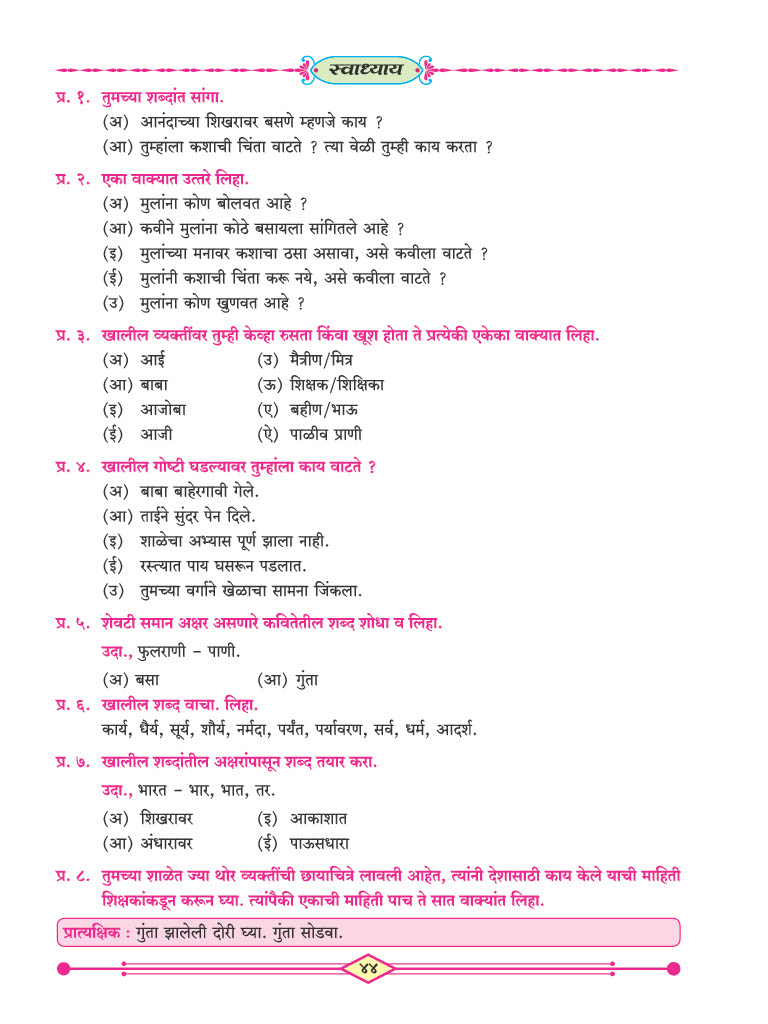 स्वाध्याय
प्र. १. तुमच्या शब्दांत सांगा.
(अ) आनंदाच्या शिखरावर बसणे म्हणजे काय ?
(आ) तुम्हांला कशाची चिंता वाटते ? त्या वेळी तुम्ही काय करता ?
प्र. २. एका वाक्यात उत्तरे लिहा.
(अ) मुलांना कोण बोलवत आहे ?
(आ) कवीने मुलांना कोठे बसायला सांगितले आहे ?
(इ) मुलांच्या मनावर कशाचा ठसा असावा, असे कवीला वाटते ?
(ई) मुलांनी कशाची चिंता करू नये, असे कवीला वाटते ?
(उ) मुलांना कोण खुणवत आहे ?
प्र. ३. खालील व्यक्तींवर तुम्ही केव्हा रुसता किंवा खूश होता ते प्रत्येकी एकेका वाक्यात लिहा.
(अ) आई (उ) मैत्रीण/मित्र
(आ) बाबा (ऊ) शिक्षक/शिक्षिका
(इ) आजोबा (ए) बहीण/भाऊ
(ई) आजी (ऐ) पाळीव प्राणी
प्र. ४. खालील गोष्टी घडल्यावर तुम्हांला काय वाटते ?
(अ) बाबा बाहेरगावी गेले.
(आ) ताईने सुंदर पेन दिले.
(इ) शाळेचा अभ्यास पूर्ण झाला नाही.
(ई) रस्त्यात पाय घसरून पडलात.
(उ) तुमच्या वर्गाने खेळाचा सामना जिंकला.
प्र. ५. शेवटी समान अक्षर असणारे कवितेतील शब्द शोधा व लिहा.
उदा., फुलराणी – पाणी.
(अ) बसा (आ) गुंता
प्र. ६. खालील शब्द वाचा. लिहा.
कार्य, धैर्य, सूर्य, शौर्य, नर्मदा, पर्यंत, पर्यावरण, सर्व, धर्म, आदर्श.
प्र. ७. खालील शब्दांतील अक्षरांपासून शब्द तयार करा.
उदा., भारत – भार, भात, तर.
(अ) शिखरावर (इ) आकाशात
(आ) अंधारावर (ई) पाऊसधारा
प्र. ८. तुमच्या शाळेत ज्या थोर व्यक्तींची छायाचित्रे लावली आहेत, त्यांनी देशासाठी काय केले याची माहिती
शिक्षकांकडून करून घ्या. त्यांपैकी एकाची माहिती पाच ते सात वाक्यांत लिहा.
प्रात्यक्षिक : गुंता झालेली दोरी घ्या. गुंता सोडवा.
४४